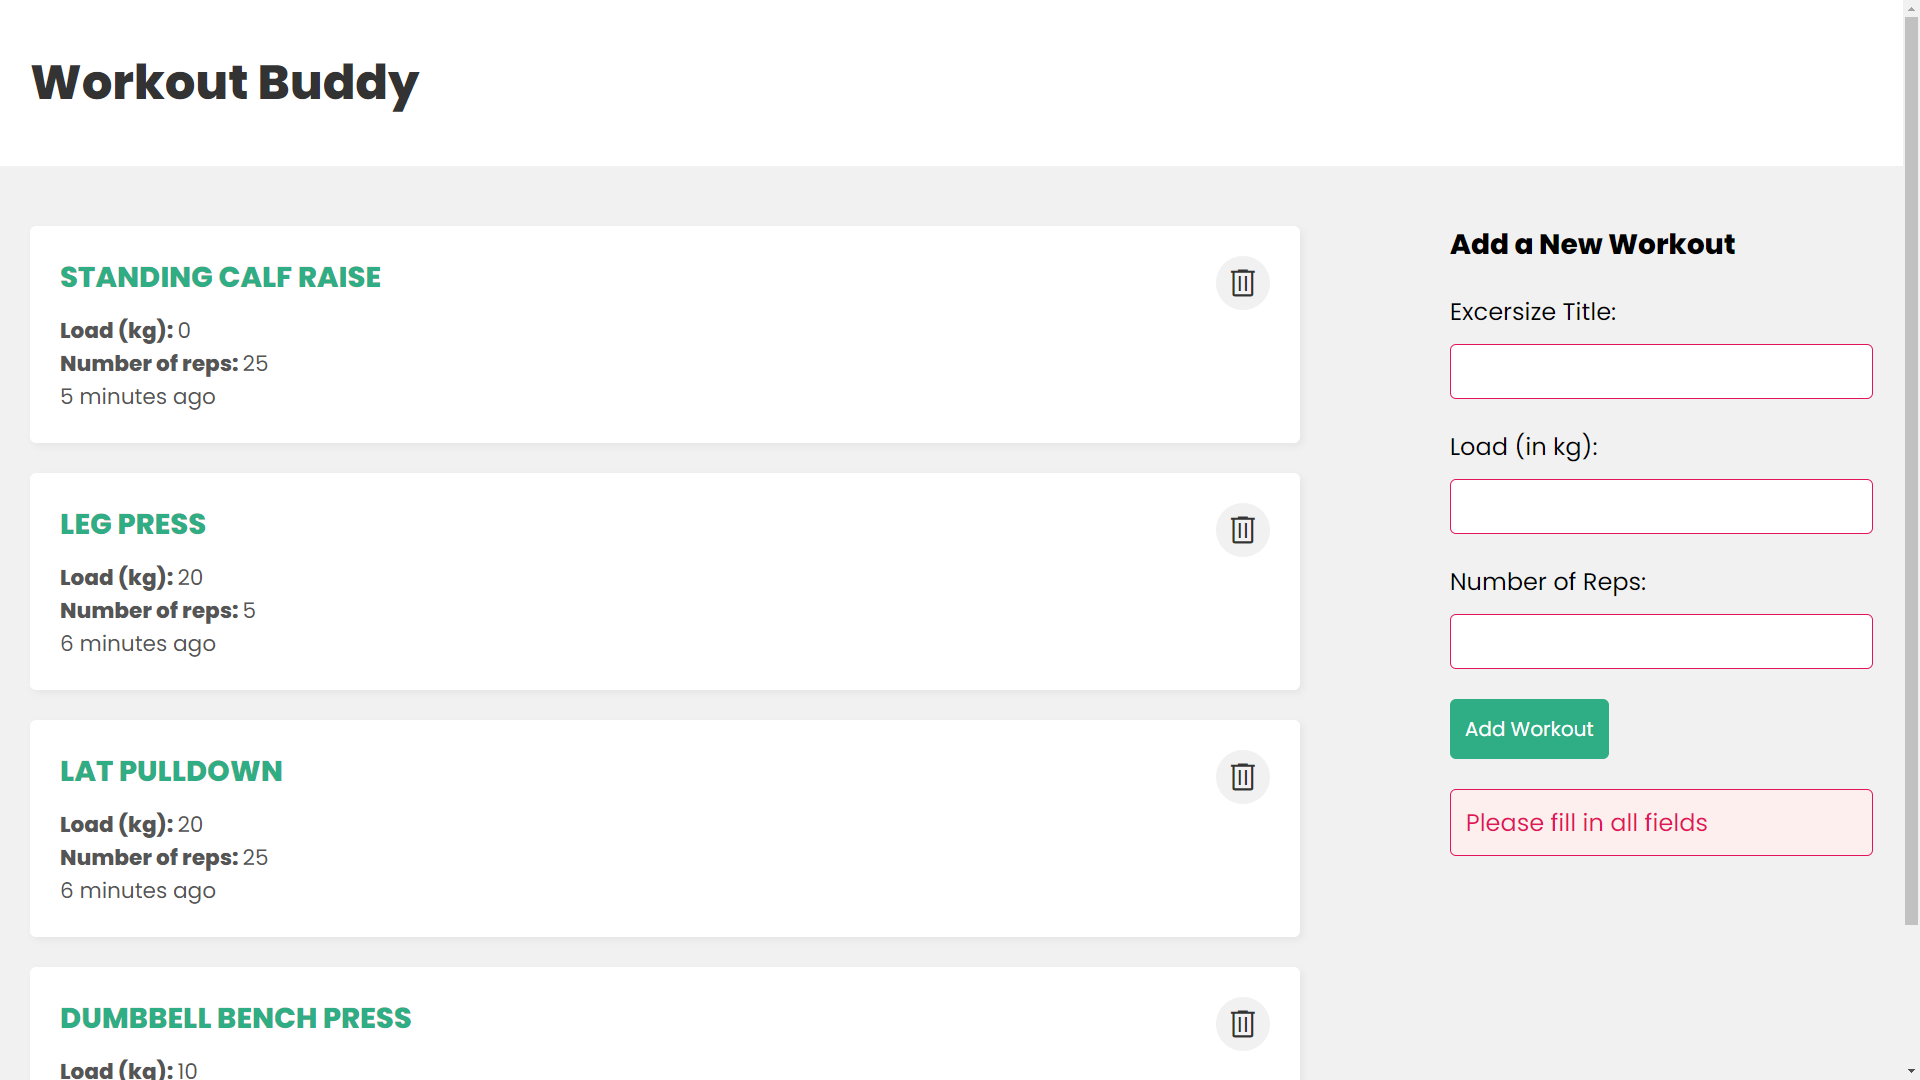 Workout Buddy
STANDING CALF RAISE
Load (kg): 0
Number of reps: 25
5 minutes ago
LEG PRESS
Load (kg): 20
Number of reps: 5
6 minutes ago
LAT PULLDOWN
Load (kg): 20
Number of reps: 25
6 minutes ago
DUMBBELL BENCH PRESS
Load (kg): 10
Add a New Workout
Excersize Title:
Load (in kg):
Number of Reps:
Add Workout
Please fill in all fields